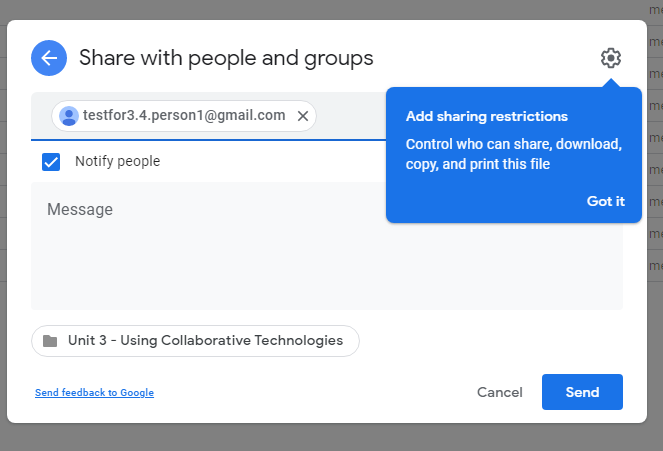 Share with people and groups
testfor3.4.person1@gmail.com
Add sharing restrictions
Control who can share, download,
copy, and print this file
Got it
Notify people
Message
Unit 3 - Using Collaborative Technologies
Send feedback to Google
Cancel
Send